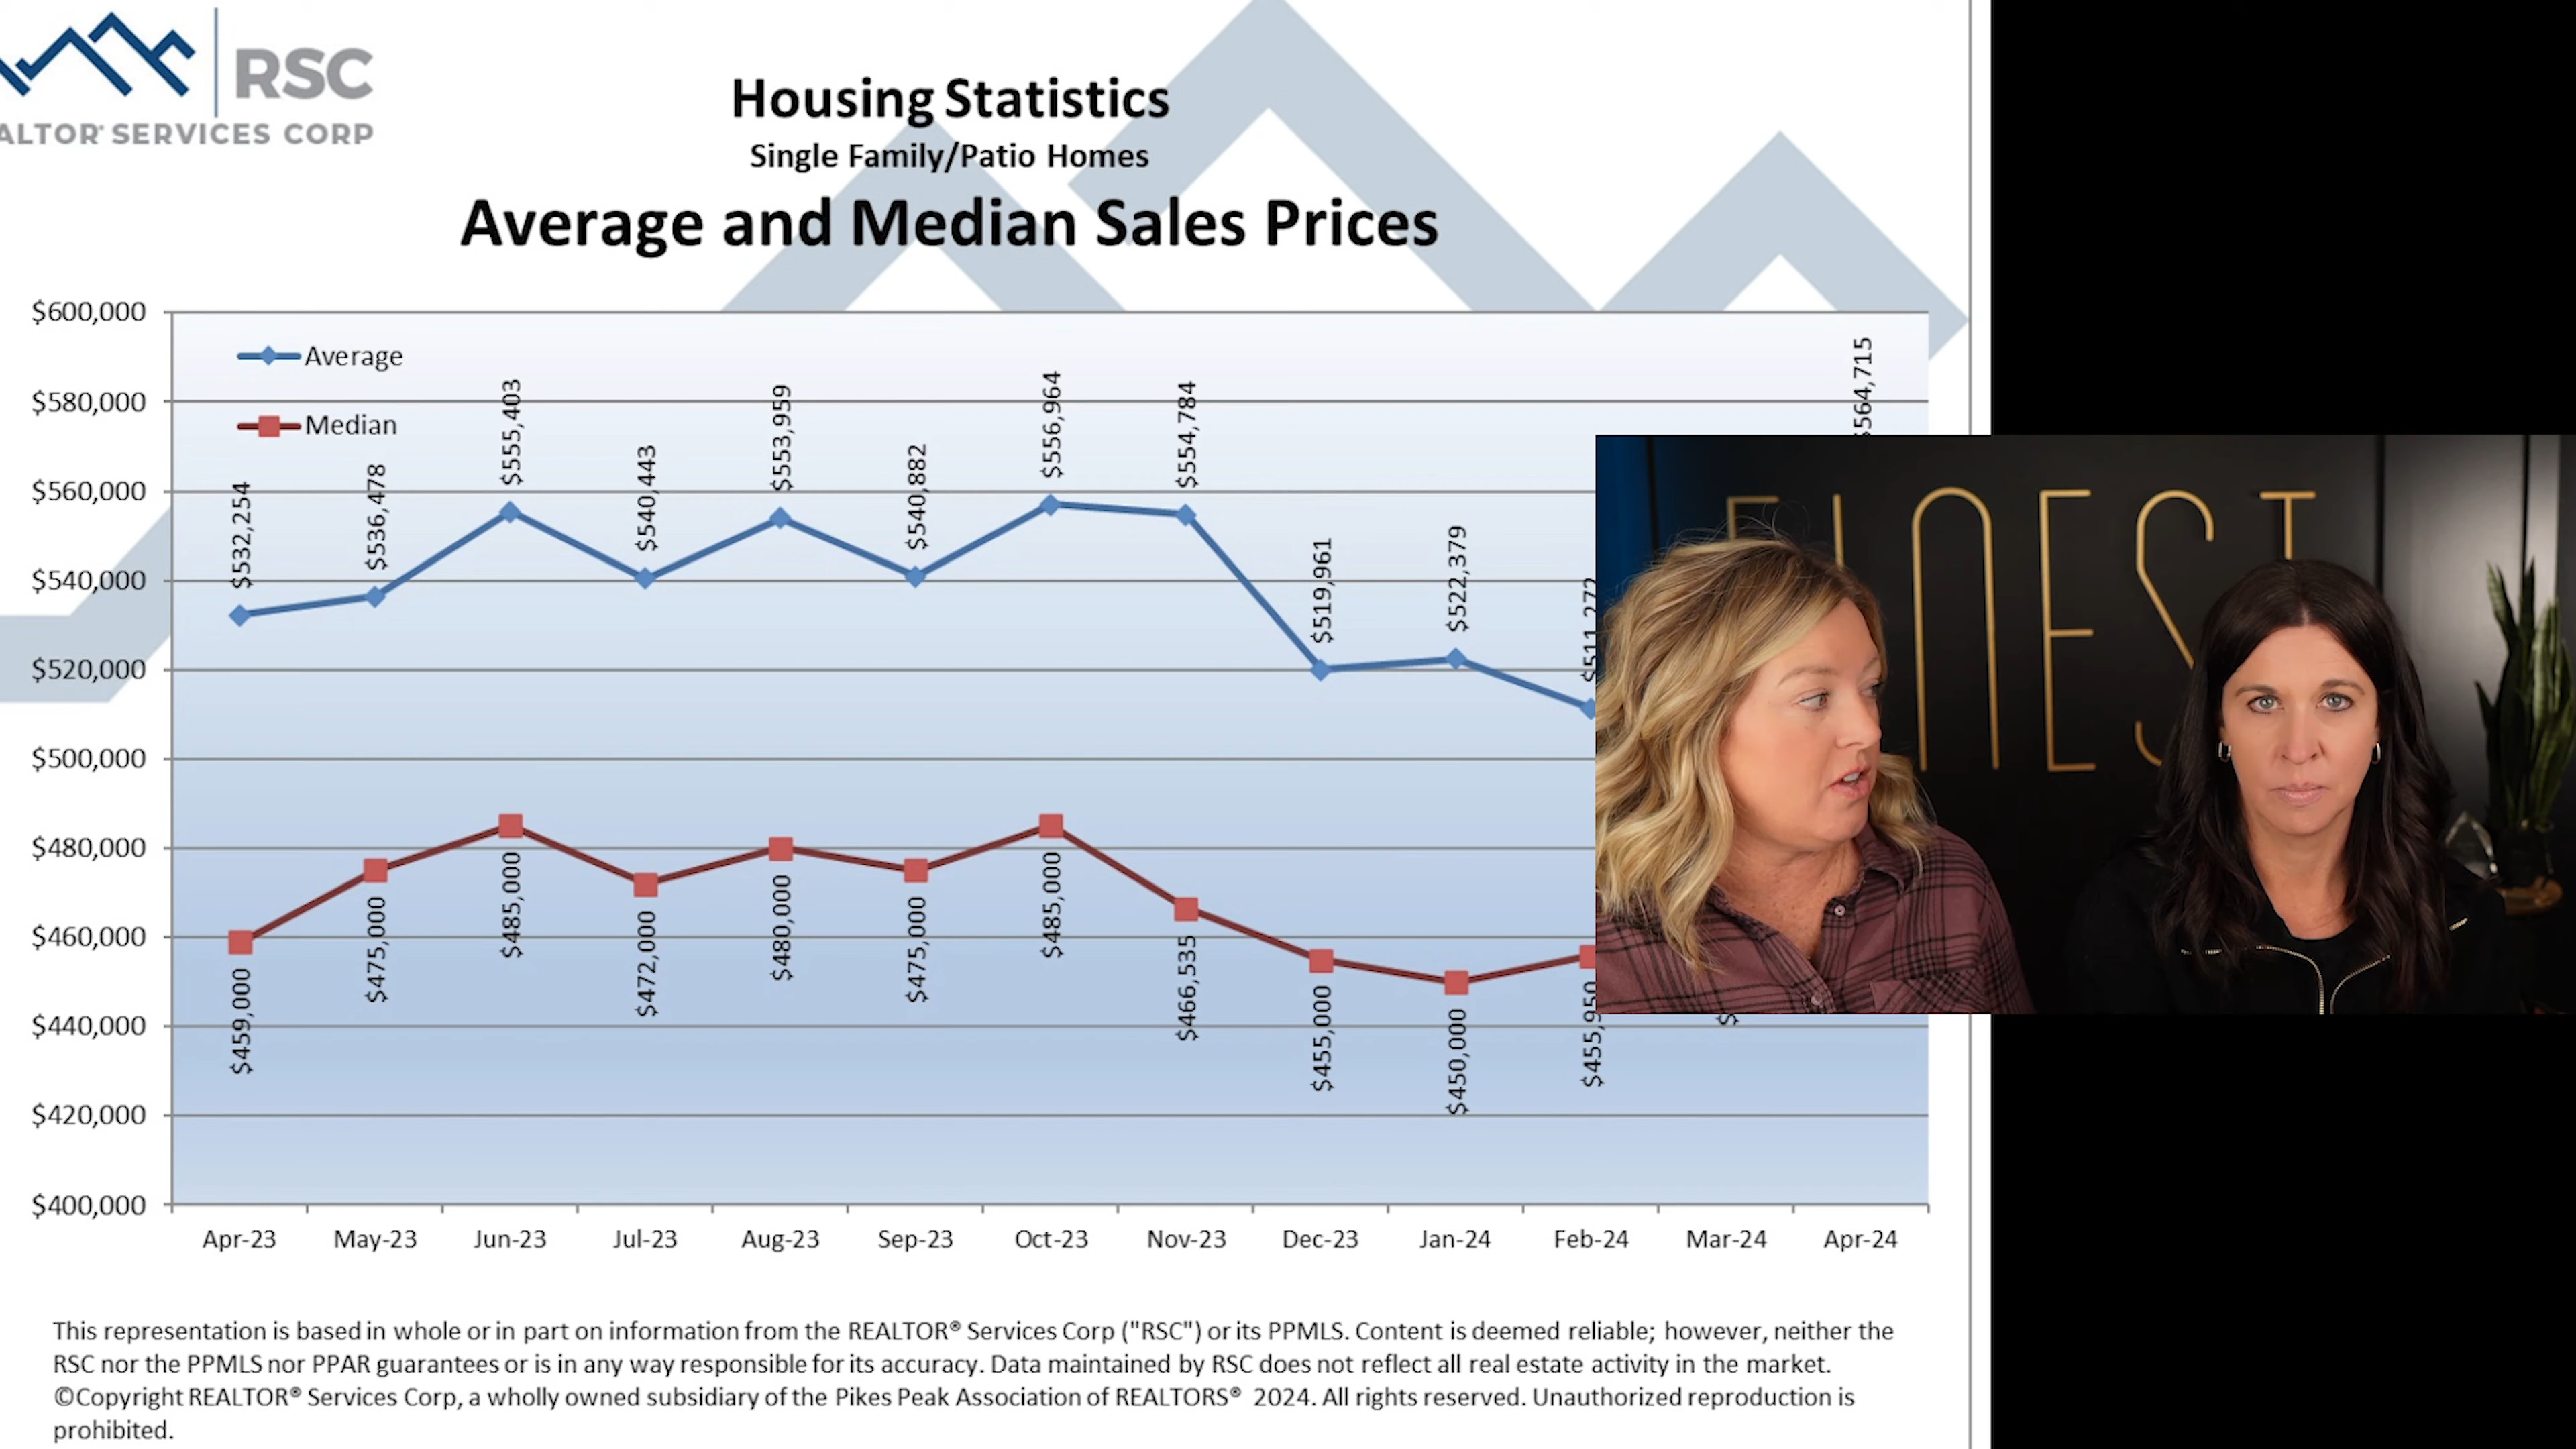 RSC
REALTOR® SERVICES CORP
Housing Statistics
Single Family/Patio Homes
Average and Median Sales Prices
$600,000
$580,000
$560,000
$540,000
$520,000
$500,000
$480,000
$460,000
$440,000
$420,000
$400,000
Average
Median
$532,254
$536,478
$555,403
$540,443
$553,959
$540,882
$556,964
$554,784
$519,961
$522,379
$511,272
$564,715
$459,000
$475,000
$485,000
$472,000
$480,000
$475,000
$485,000
$466,535
$455,000
$450,000
$455,950
$
Apr-23 May-23 Jun-23 Jul-23 Aug-23 Sep-23 Oct-23 Nov-23 Dec-23 Jan-24 Feb-24 Mar-24 Apr-24
FINEST
This representation is based in whole or in part on information from the REALTOR® Services Corp ("RSC") or its PPMLS. Content is deemed reliable; however, neither the
RSC nor the PPMLS nor PPAR guarantees or is in any way responsible for its accuracy. Data maintained by RSC does not reflect all real estate activity in the market.
©Copyright REALTOR® Services Corp, a wholly owned subsidiary of the Pikes Peak Association of REALTORS® 2024. All rights reserved. Unauthorized reproduction is
prohibited.